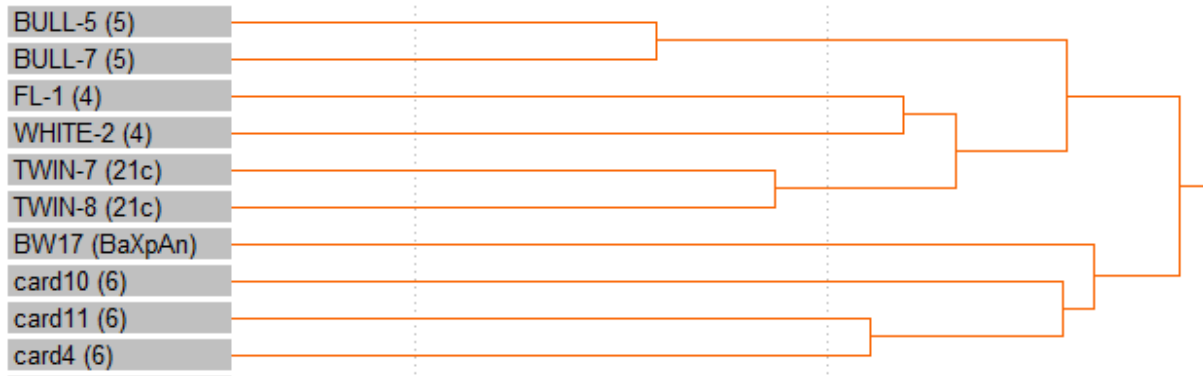 BULL-5 (5)
BULL-7 (5)
FL-1 (4)
WHITE-2 (4)
TWIN-7 (21c)
TWIN-8 (21c)
BW17 (BaXpAn)
card10 (6)
card11 (6)
card4 (6)